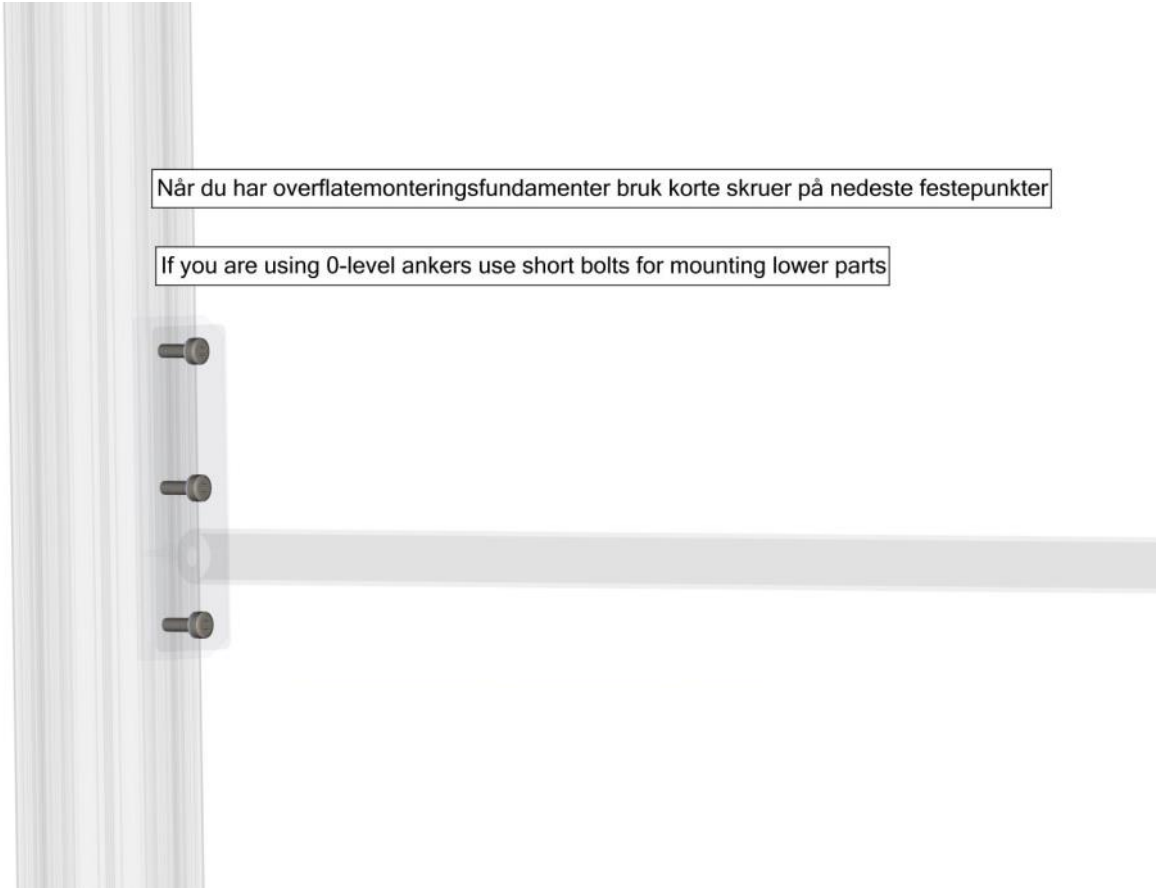 Når du har overflatemonteringsfundamenter bruk korte skruer på nedeste festepunkter
If you are using 0-level ankers use short bolts for mounting lower parts